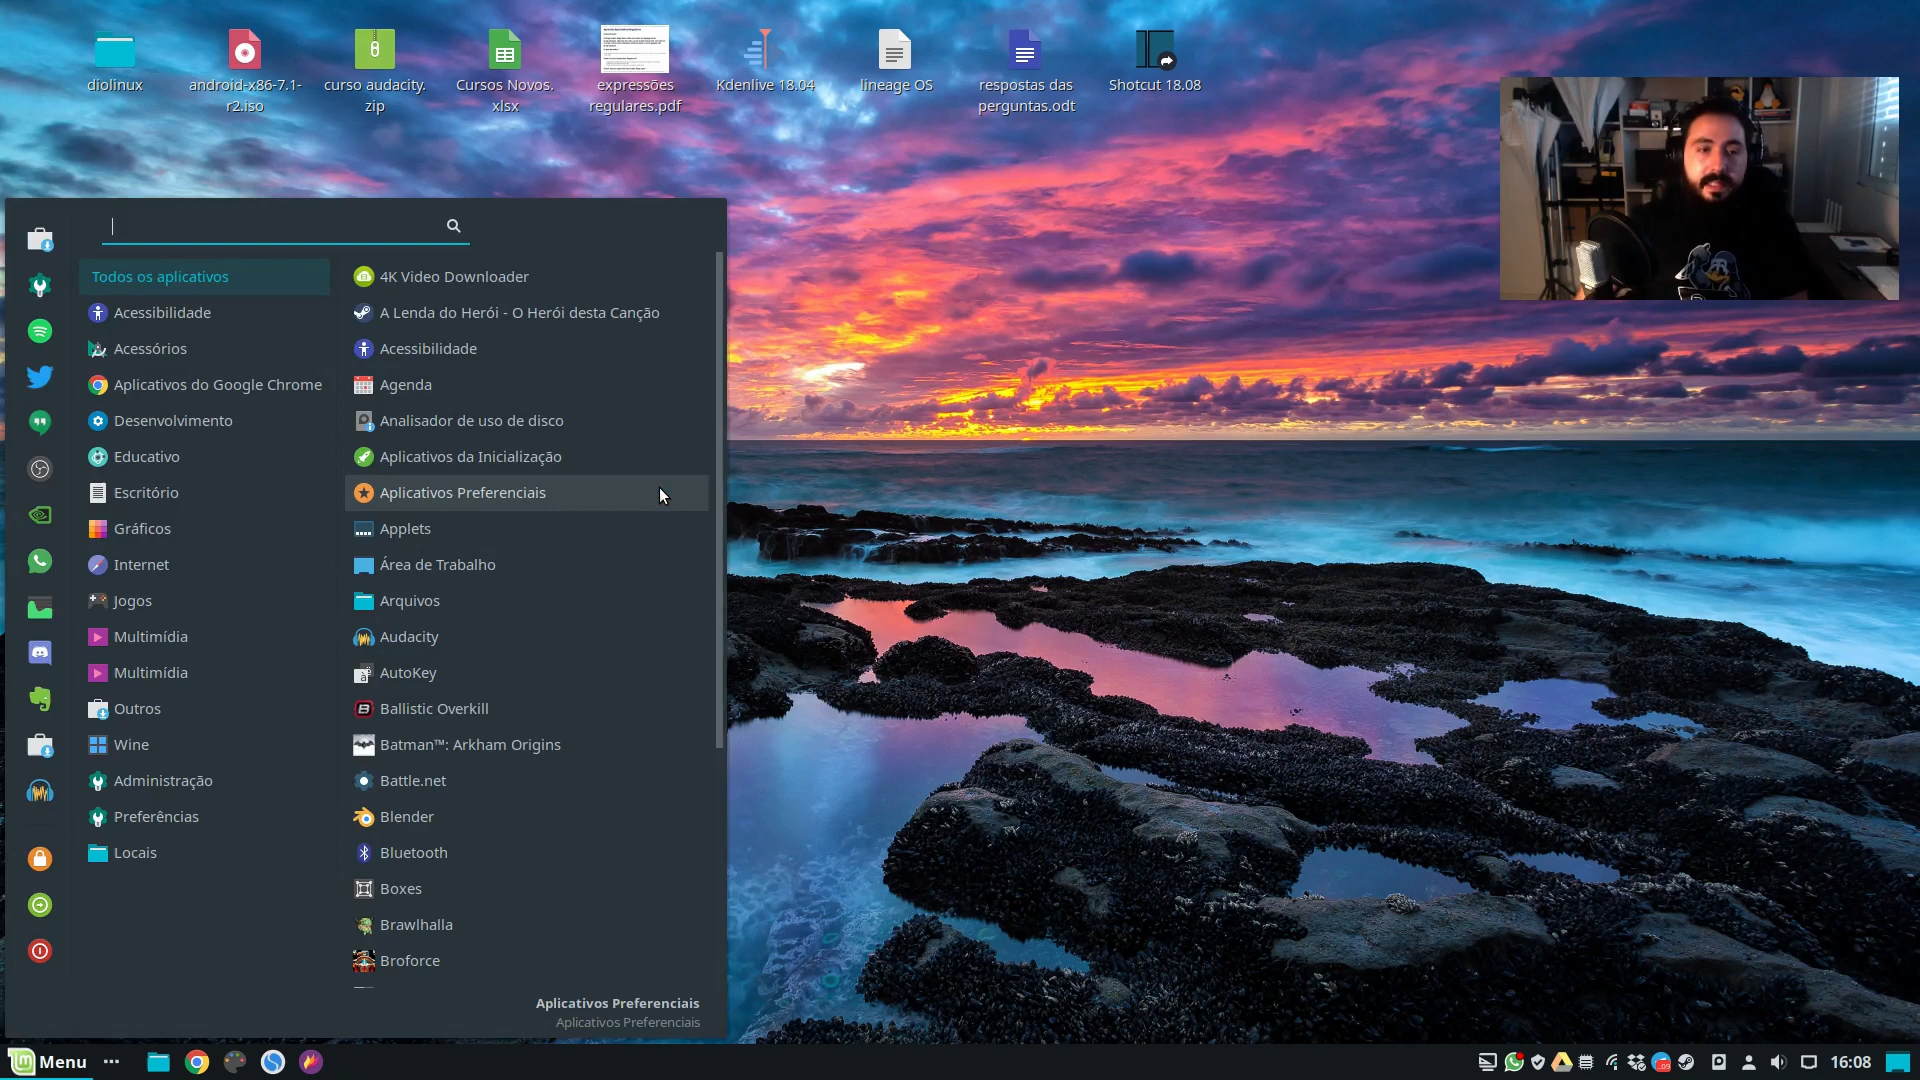 diolinux
android-x86-7.1-
r2.iso
curso audacity.
zip
Cursos Novos.
xlsx
expressões
regulares.pdf
Kdenlive 18.04
lineage OS
respostas das
perguntas.odt
Shotcut 18.08
Todos os aplicativos
Acessibilidade
Acessórios
Aplicativos do Google Chrome
Desenvolvimento
Educativo
Escritório
Gráficos
Internet
Jogos
Multimídia
Multimídia
Outros
Wine
Administração
Preferências
Locais
4K Video Downloader
A Lenda do Herói - O Herói desta Canção
Acessibilidade
Agenda
Analisador de uso de disco
Aplicativos da Inicialização
Aplicativos Preferenciais
Applets
Área de Trabalho
Arquivos
Audacity
AutoKey
Ballistic Overkill
Batman™: Arkham Origins
Battle.net
Blender
Bluetooth
Boxes
Brawlhalla
Broforce
Aplicativos Preferenciais
Aplicativos Preferenciais
Menu
16:08